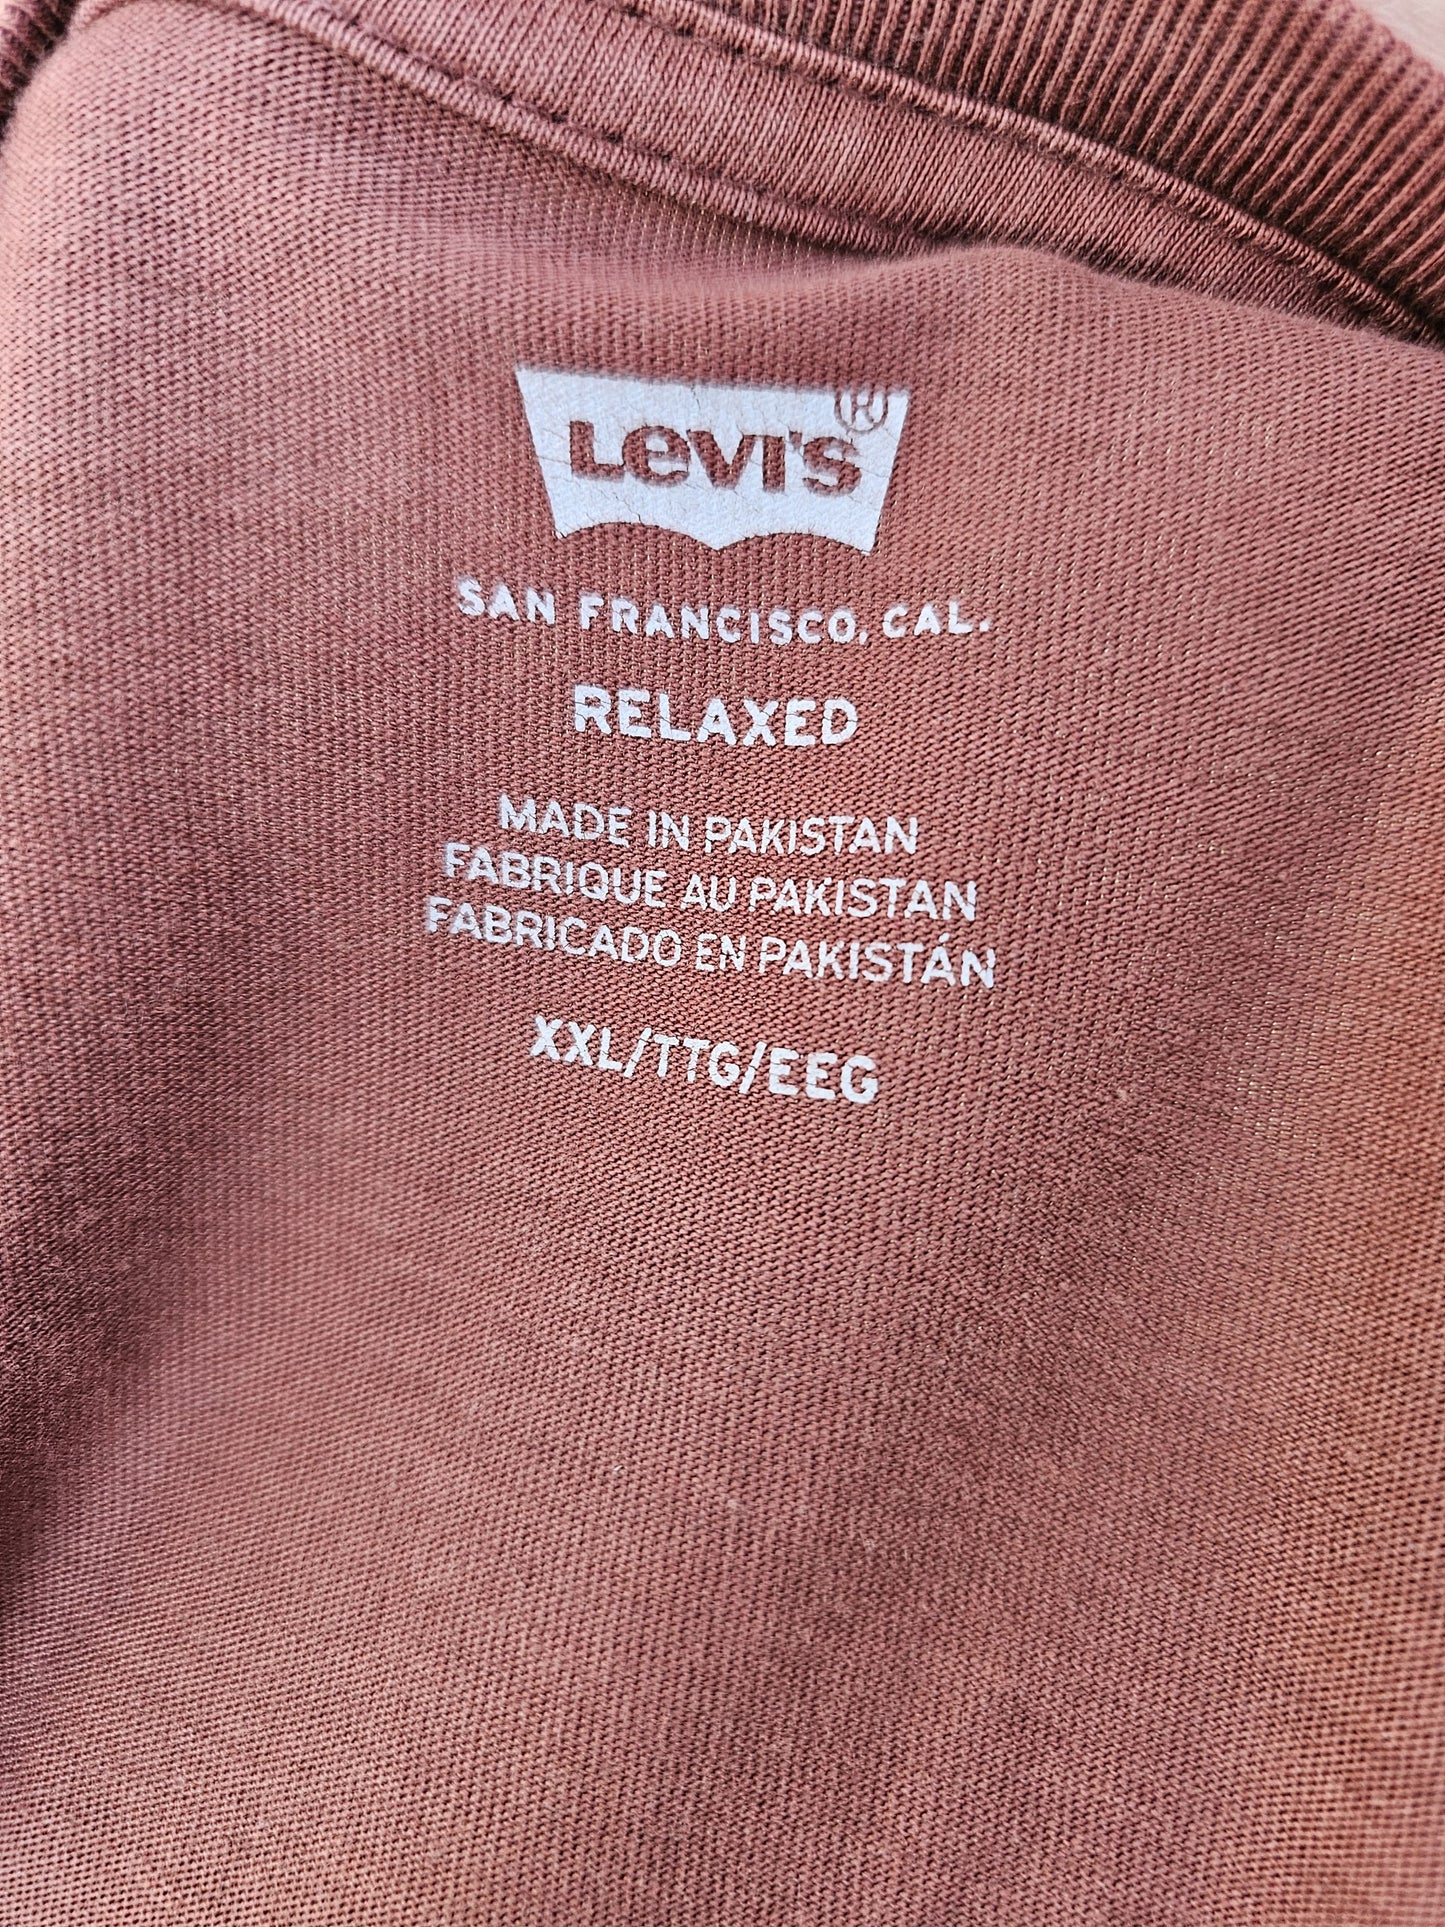 Levi's ®
SAN FRANCISCO, CAL.
RELAXED
MADE IN PAKISTAN
FABRIQUE AU PAKISTAN
FABRICADO EN PAKISTÁN
XXL/TTG/EEG